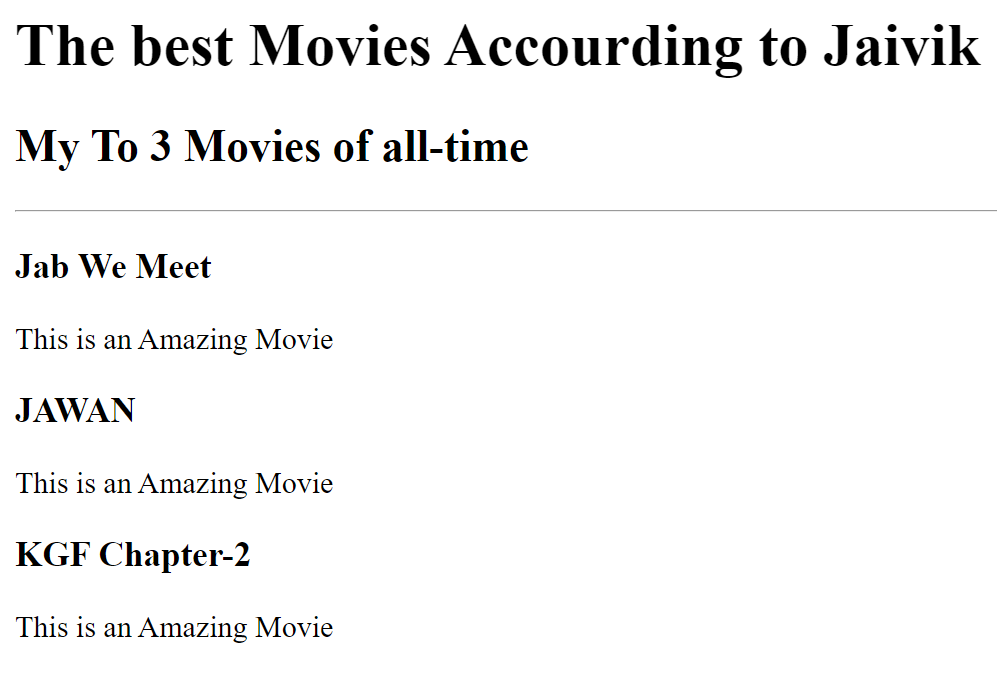 The best Movies Accourding to Jaivik
My To 3 Movies of all-time
Jab We Meet
This is an Amazing Movie
JAWAN
This is an Amazing Movie
KGF Chapter-2
This is an Amazing Movie